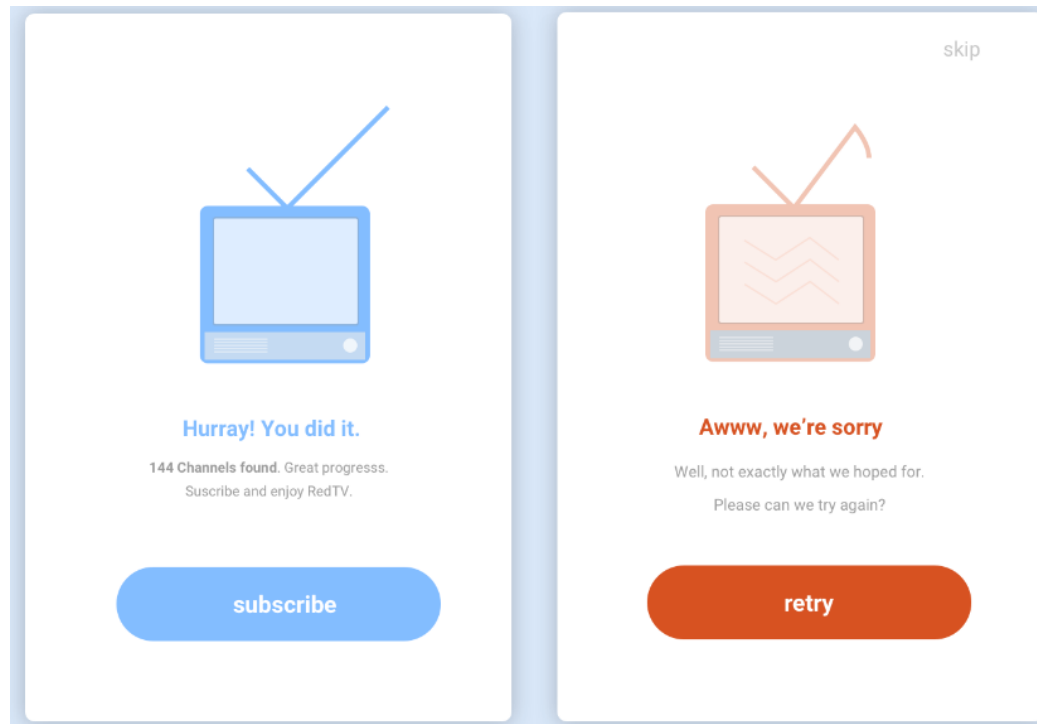 Hurray! You did it.
144 Channels found. Great progresss.
Suscribe and enjoy RedTV.
subscribe
skip
Awww, we’re sorry
Well, not exactly what we hoped for.
Please can we try again?
retry